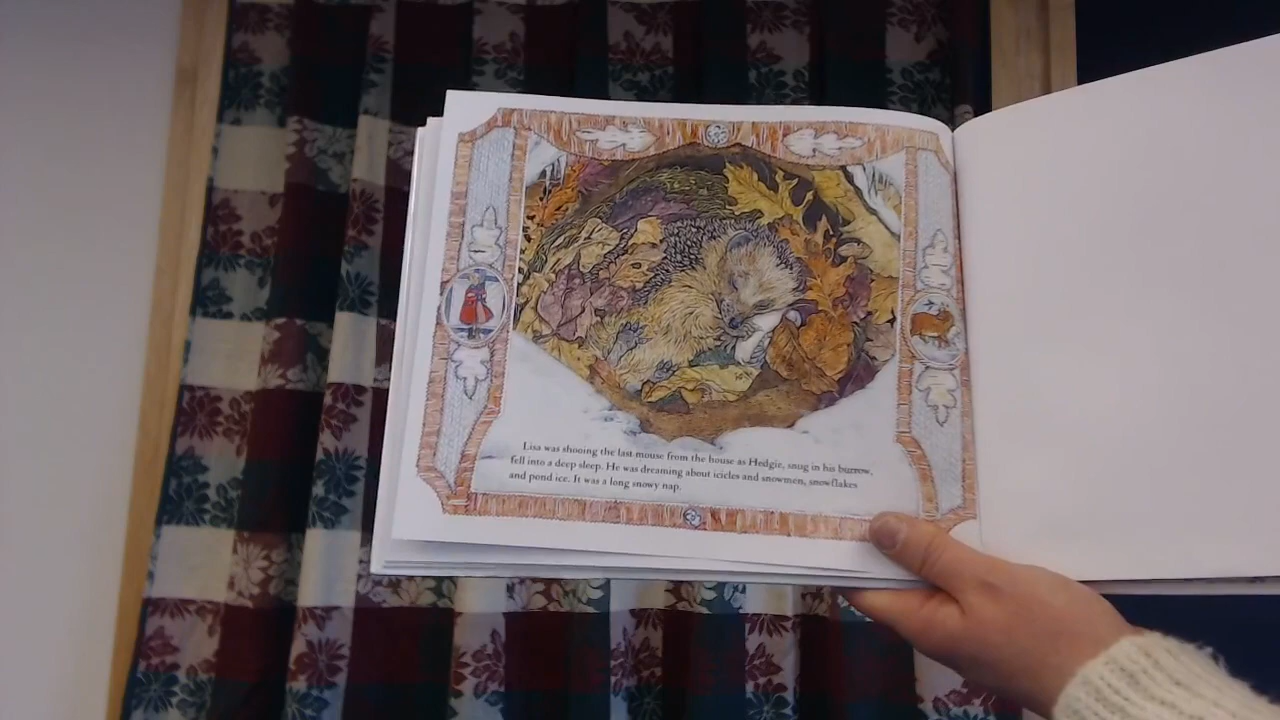 Lisa was shooing the last mouse from the house as Hedgie, snug in his burrow,
fell into a deep sleep. He was dreaming about icicles and snowmen, snowflakes
and pond ice. It was a long snowy nap.